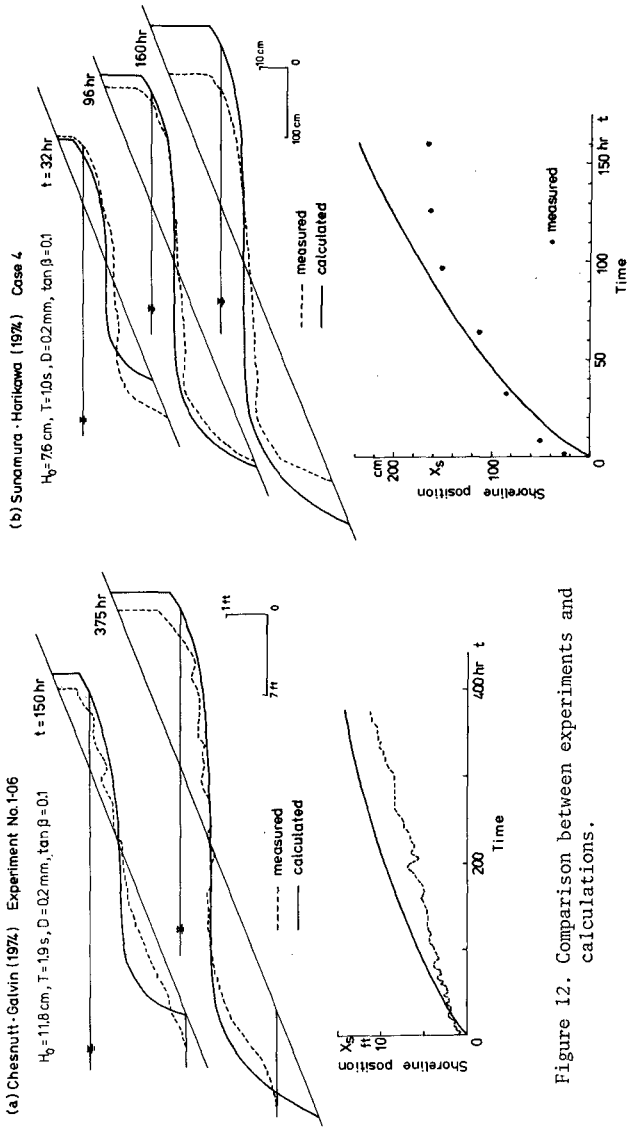 (a) Chesnutt·Galvin (1974) Experiment No.1-06
H₀=11.8 cm, T=1.9 s, D=0.2 mm, tan β=0.1
t=150 hr
375 hr
1 ft
7 ft
0
measured
calculated
Xs
ft
10
0
Shoreline position
200
400 hr t
Time
(b) Sunamura·Horikawa (1974) Case 4
H₀=7.6 cm, T=1.0 s, D=0.2 mm, tan β=0.1
t=32 hr
96 hr
160 hr
10 cm
100 cm
0
measured
calculated
cm
200
Xs
100
0
Shoreline position
50
100
150 hr t
measured
Time
Figure 12. Comparison between experiments and
calculations.